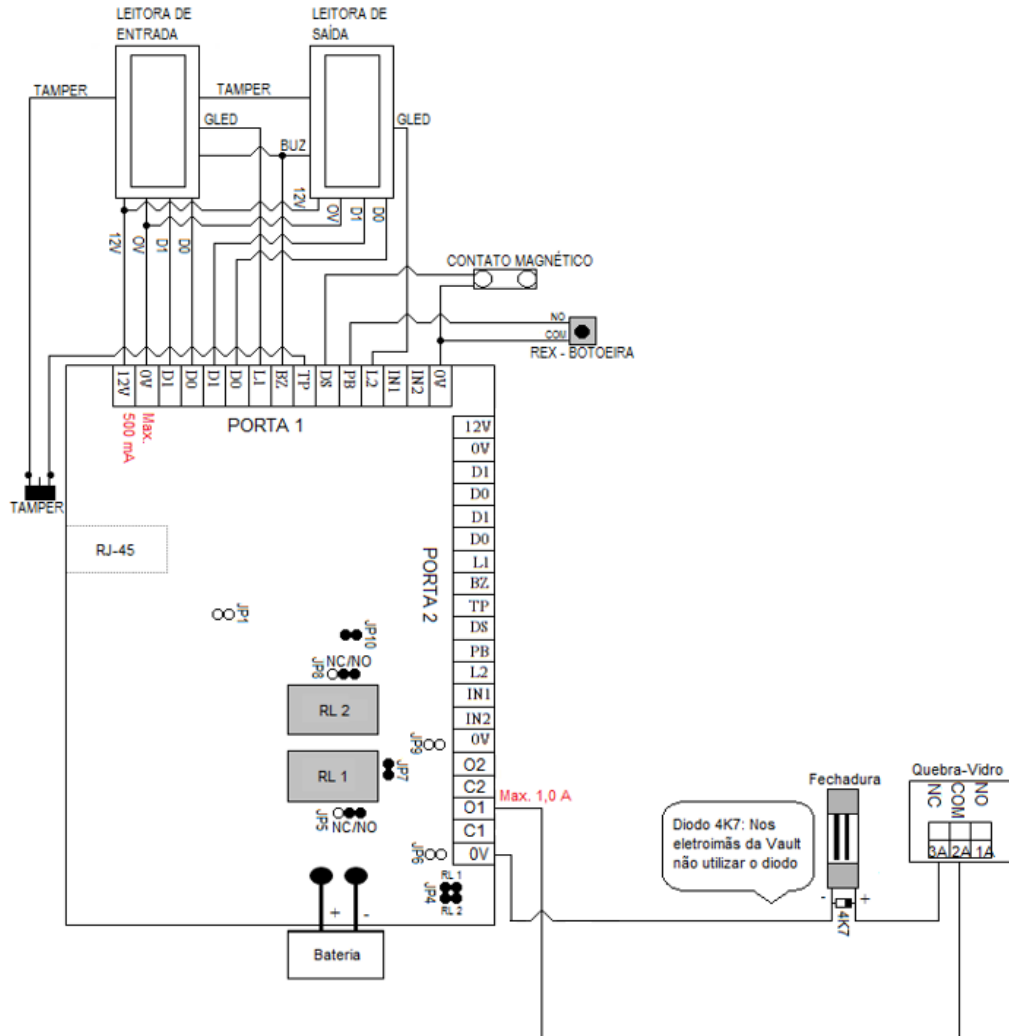 LEITORA DE
ENTRADA
LEITORA DE
SAÍDA
TAMPER
TAMPER
GLED
GLED
BUZ
12V
0V
D1
D0
12V
0V
D1
D0
CONTATO MAGNÉTICO
NO
COM
REX - BOTOEIRA
12V
0V
D1
D0
D1
D0
L1
BZ
TP
DS
PB
L2
IN1
IN2
0V
Max.
500 mA
PORTA 1
TAMPER
RJ-45
PORTA 2
12V
0V
D1
D0
D1
D0
L1
BZ
TP
DS
PB
L2
IN1
IN2
0V
O2
C2
O1
C1
0V
JP1
JP10
NC/NO
JP8
RL 2
JP9
RL 1
JP7
JP5
NC/NO
JP6
RL 1
JP4
RL 2
+ -
Bateria
Max. 1,0 A
Diodo 4K7: Nos
eletroimãs da Vault
não utilizar o diodo
Fechadura
- +
4K7
Quebra-Vidro
NC
COM
NO
3A 2A 1A